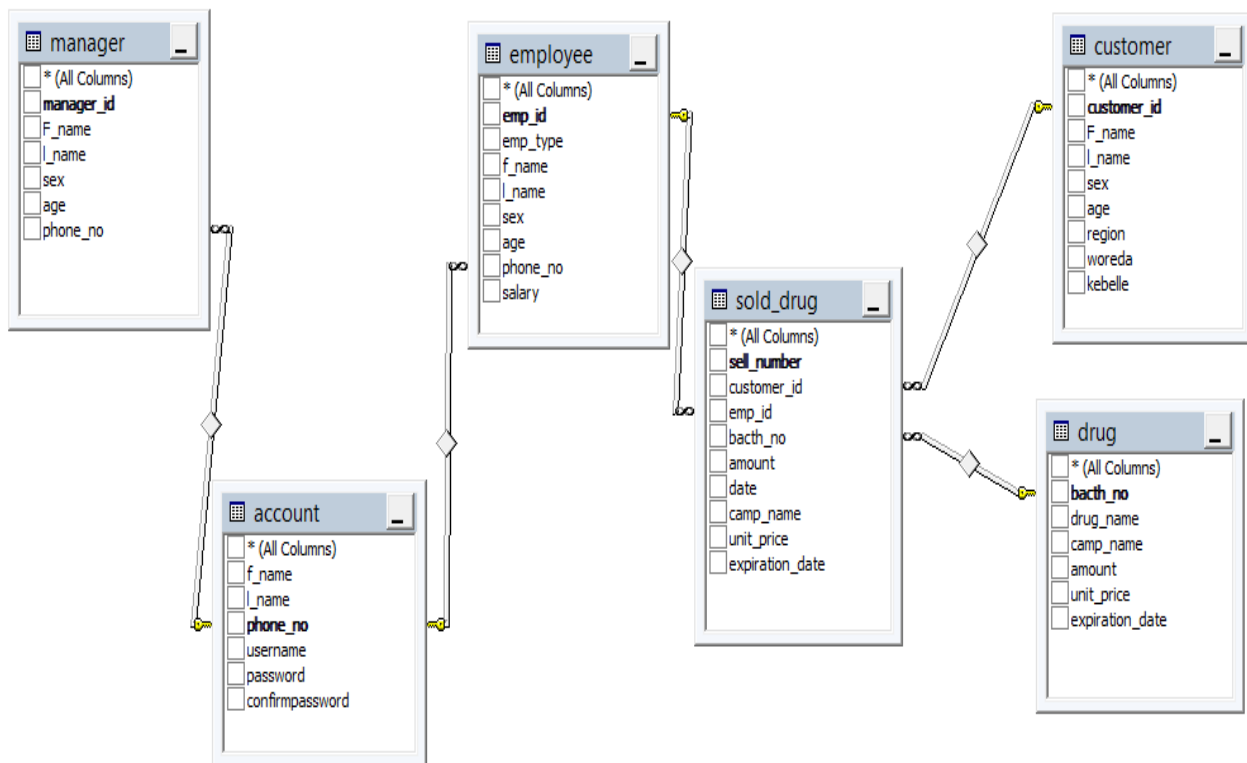 manager
* (All Columns)
manager_id
F_name
l_name
sex
age
phone_no
employee
* (All Columns)
emp_id
emp_type
f_name
l_name
sex
age
phone_no
salary
customer
* (All Columns)
customer_id
F_name
l_name
sex
age
region
woreda
kebelle
sold_drug
* (All Columns)
sell_number
customer_id
emp_id
bacth_no
amount
date
camp_name
unit_price
expiration_date
drug
* (All Columns)
bacth_no
drug_name
camp_name
amount
unit_price
expiration_date
account
* (All Columns)
f_name
l_name
phone_no
username
password
confirmpassword